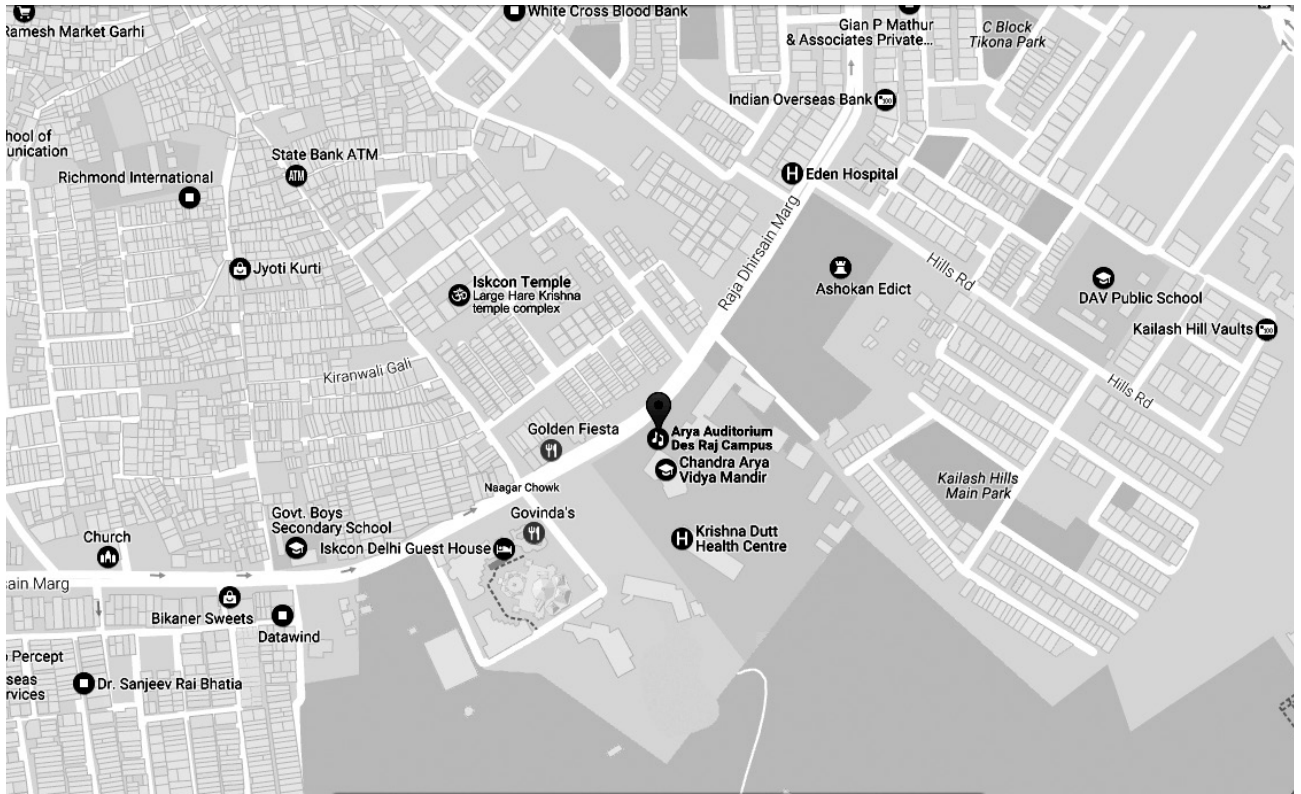 White Cross Blood Bank
Ramesh Market Garhi
Gian P Mathur
& Associates Private...
C Block
Tikona Park
Indian Overseas Bank
hool of
unication
State Bank ATM
ATM
Richmond International
H
Eden Hospital
Raja Dhirsain Marg
Jyoti Kurti
Iskcon Temple
Large Hare Krishna
temple complex
Ashokan Edict
Hills Rd
DAV Public School
Kailash Hill Vaults
Kiranwali Gali
Hills Rd
Golden Fiesta
Arya Auditorium
Des Raj Campus
Chandra Arya
Vidya Mandir
Kailash Hills
Main Park
Naagar Chowk
Govt. Boys
Secondary School
Govinda's
Iskcon Delhi Guest House
H
Krishna Dutt
Health Centre
Church
sain Marg
Bikaner Sweets
Datawind
Percept
seas
rvices
Dr. Sanjeev Rai Bhatia